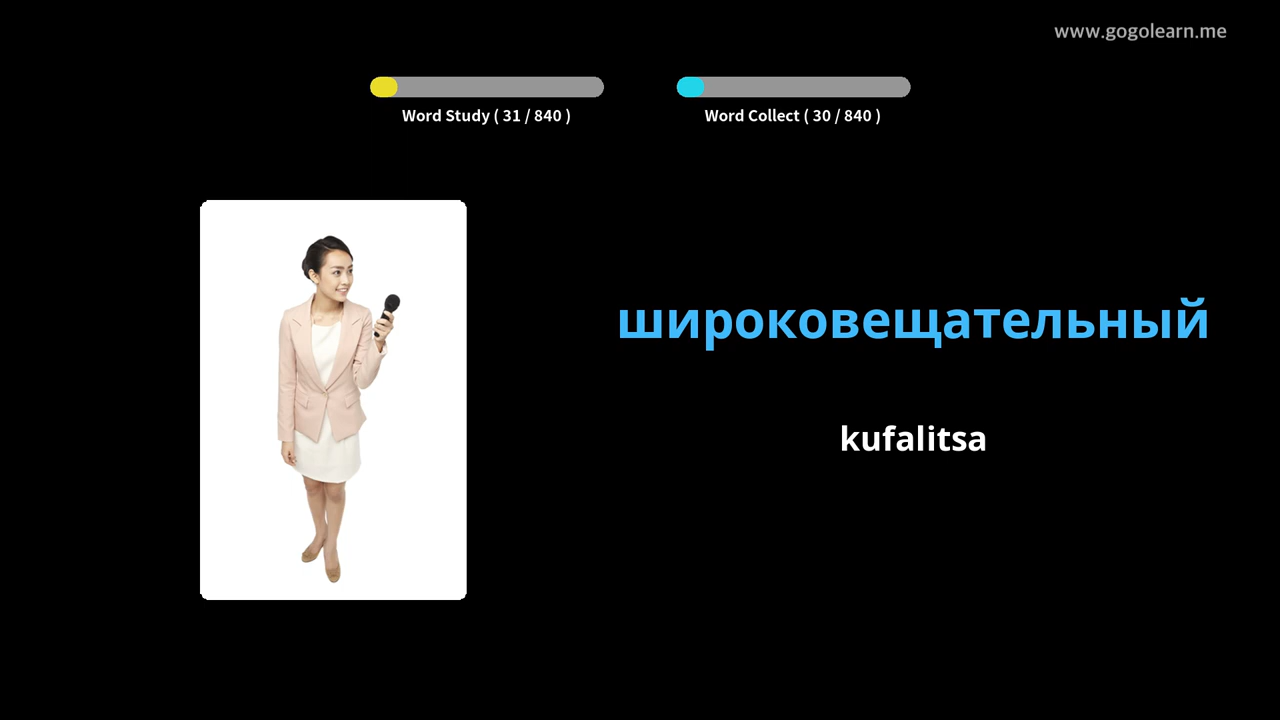 www.gogolearn.me
Word Study ( 31 / 840 )
Word Collect ( 30 / 840 )
широковещательный
kufalitsa